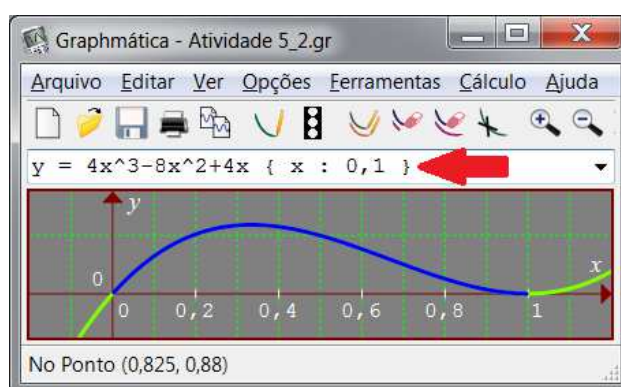 Graphmática - Atividade 5_2.gr
Arquivo Editar Ver Opções Ferramentas Cálculo Ajuda
y = 4x^3-8x^2+4x { x : 0,1 }
y
0
x
0 0,2 0,4 0,6 0,8 1
No Ponto (0,825, 0,88)